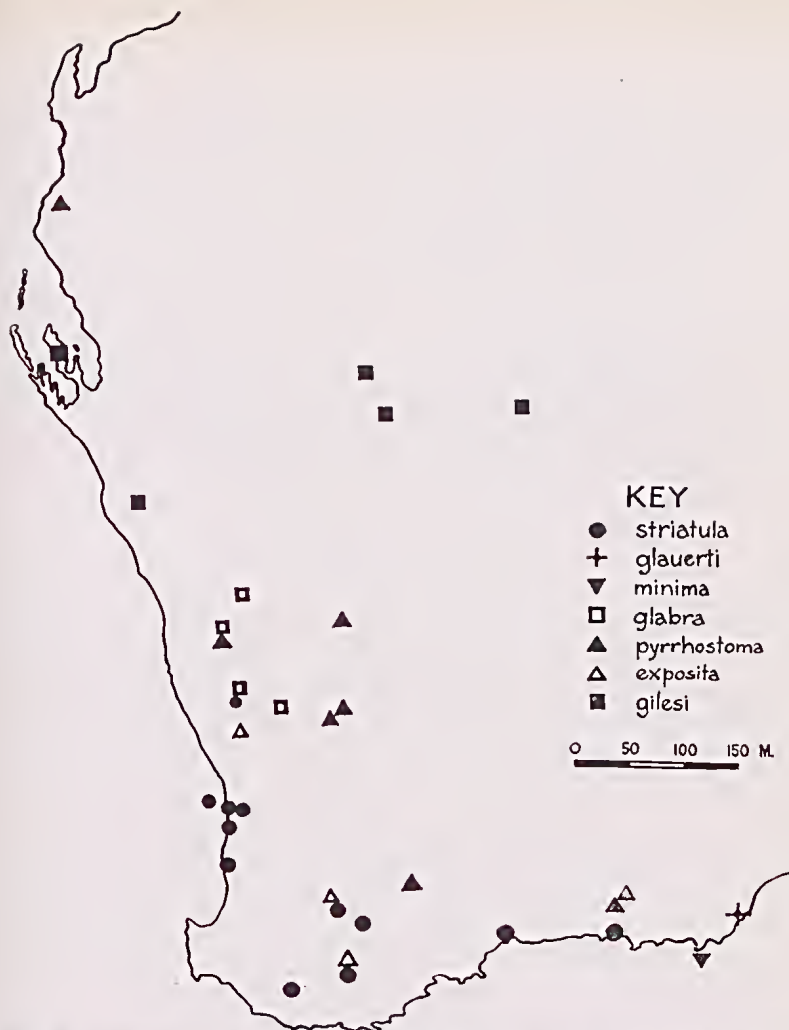 KEY
striatula
glauerti
minima
glabra
pyrrhostoma
exposita
gilesi
0 50 100 150 M.